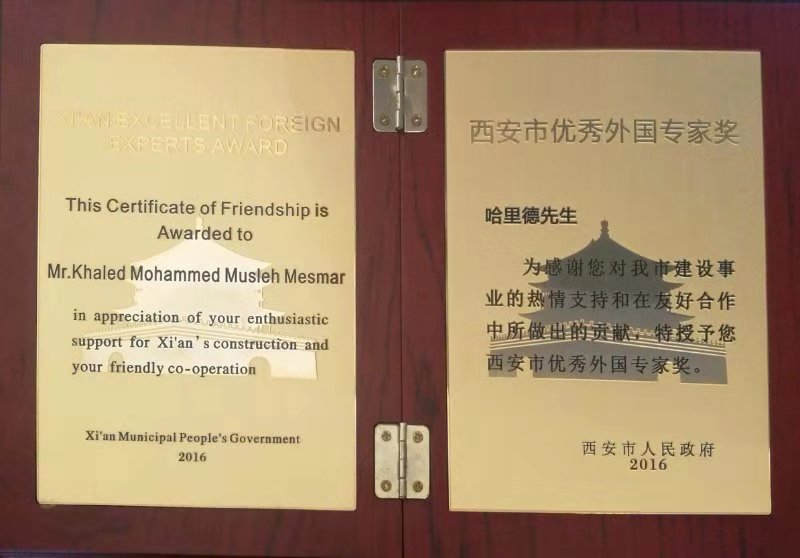 XI'AN EXCELLENT FOREIGN
EXPERTS AWARD
This Certificate of Friendship is
Awarded to
Mr.Khaled Mohammed Musleh Mesmar
in appreciation of your enthusiastic
support for Xi'an's construction and
your friendly co-operation
Xi'an Municipal People's Government
2016
西安市优秀外国专家奖
哈里德先生
为感谢您对我市建设事
业的热情支持和在友好合作
中所做出的贡献，特授予您
西安市优秀外国专家奖。
西安市人民政府
2016